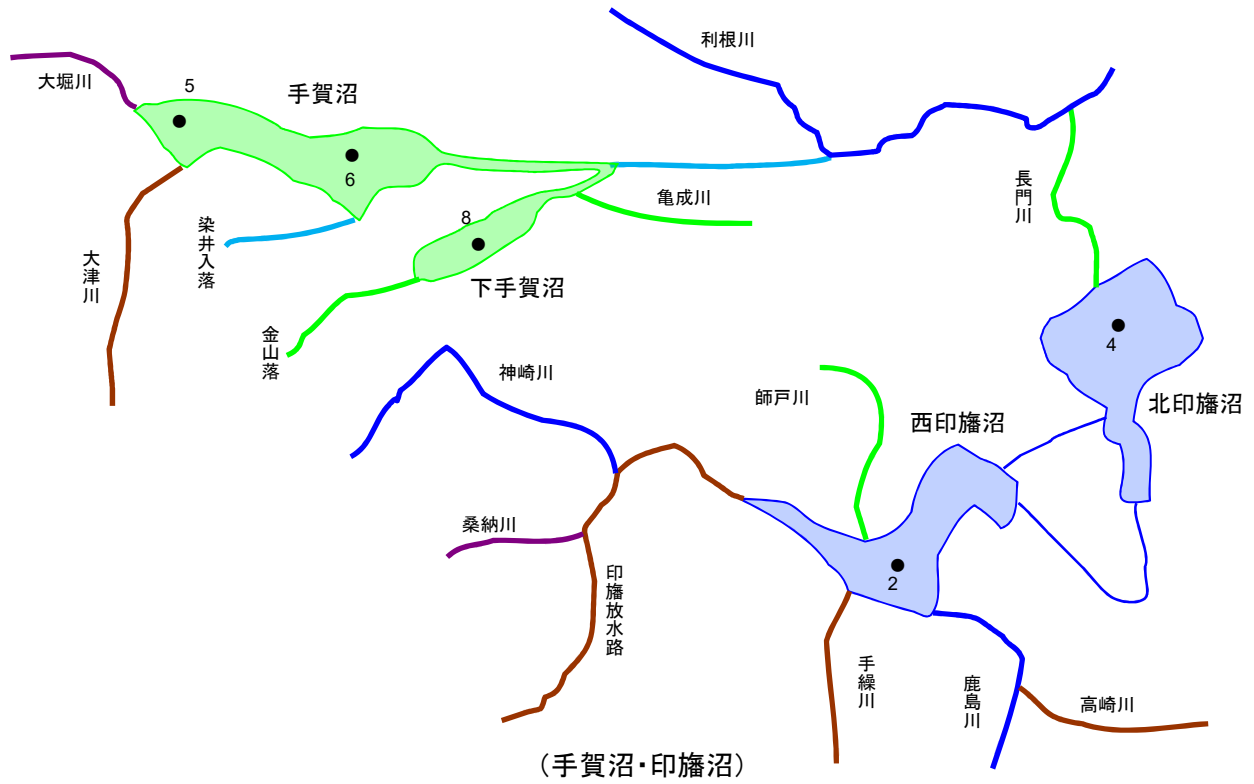 利根川
大堀川
5
手賀沼
6
長門川
亀成川
8
染井入落
大津川
下手賀沼
金山落
4
神崎川
師戸川
北印旛沼
西印旛沼
桑納川
2
印旛放水路
手繰川
鹿島川
高崎川
(手賀沼・印旛沼)